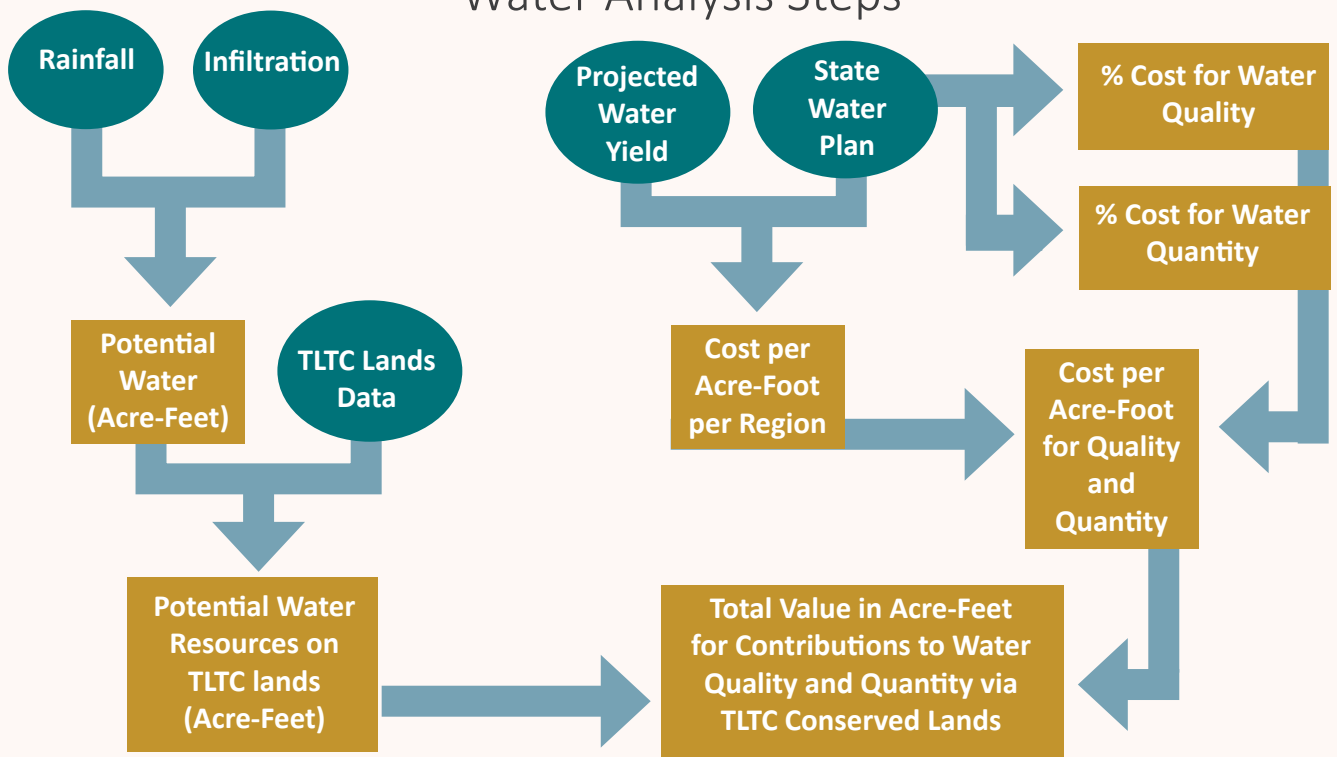 Water Analysis Steps
Rainfall
Infiltration
Projected
Water
Yield
State
Water
Plan
% Cost for Water
Quality
% Cost for Water
Quantity
Potential
Water
(Acre-Feet)
TLTC Lands
Data
Cost per
Acre-Foot
per Region
Cost per
Acre-Foot
for Quality
and
Quantity
Potential Water
Resources on
TLTC lands
(Acre-Feet)
Total Value in Acre-Feet
for Contributions to Water
Quality and Quantity via
TLTC Conserved Lands